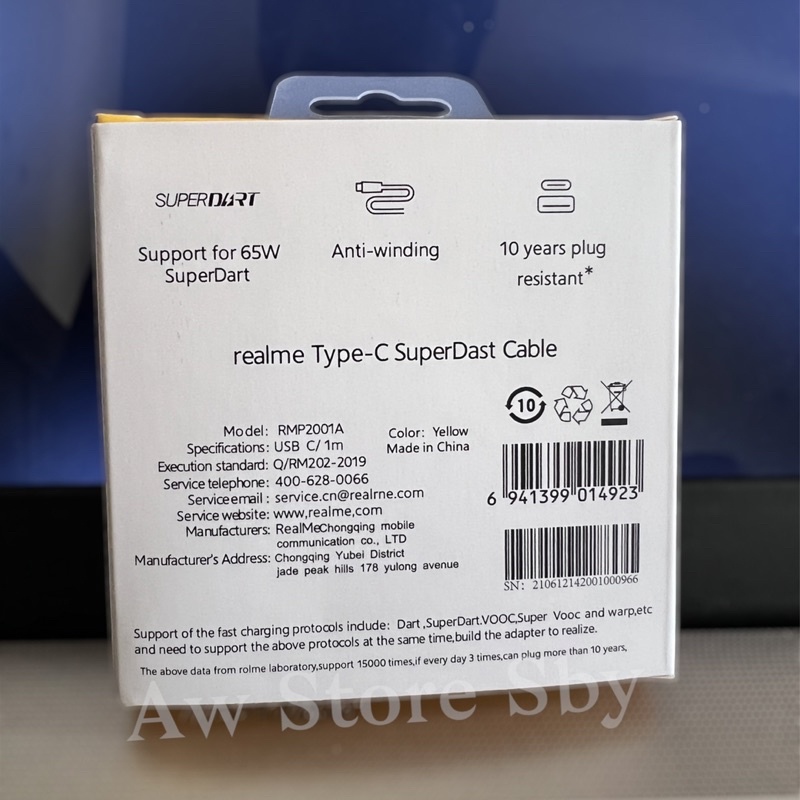 SUPERDART
Support for 65W
SuperDart
Anti-winding
10 years plug
resistant*
realme Type-C SuperDast Cable
10
Model: RMP2001A
Specifications: USB C/1m
Execution standard: Q/RM202-2019
Service telephone: 400-628-0066
Serviceemail: service.cn@realrne.com
Service website: www,realme,com
Manufacturers: RealMeChongqing mobile
communication co., LTD
Manufacturer's Address: Chongqing Yubei District
jade peak hills 178 yulong avenue
Color: Yellow
Made in China
6 941399 014923
SN: 210612142001000966
Support of the fast charging protocols include: Dart ,SuperDart.VOOC,Super Vooc and warp,etc
and need to support the above protocols at the same time,build the adapter to realize.
The above data from rolme laboratory,support 15000 times,if every day 3 times,can plug more than 10 years,
Aw Store Sby